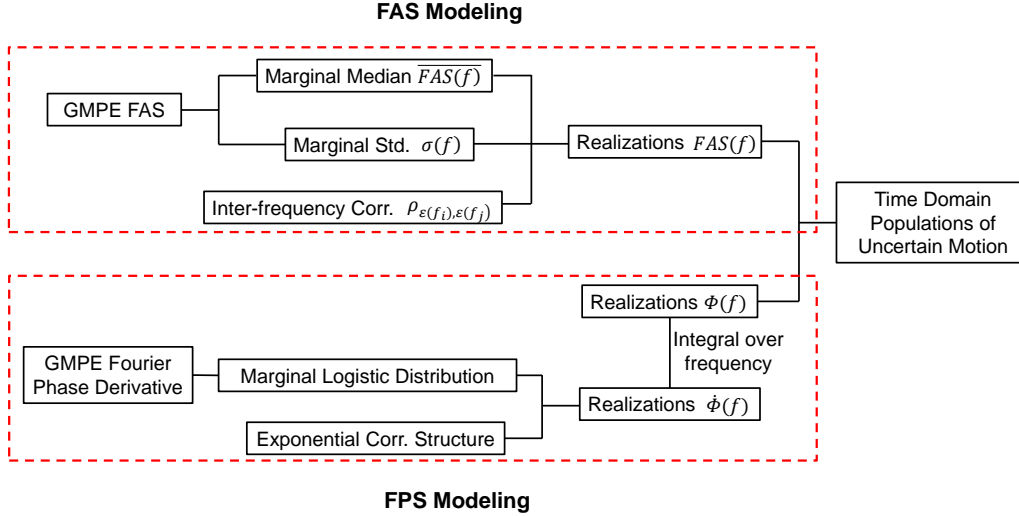 FAS Modeling
Marginal Median \overline{FAS(f)}
GMPE FAS
Marginal Std. σ(f)
Realizations FAS(f)
Inter-frequency Corr. ρ_{ε(f_i),ε(f_j)}
Time Domain
Populations of
Uncertain Motion
Realizations Φ(f)
Integral over
frequency
GMPE Fourier
Phase Derivative
Marginal Logistic Distribution
Realizations \dot{Φ}(f)
Exponential Corr. Structure
FPS Modeling